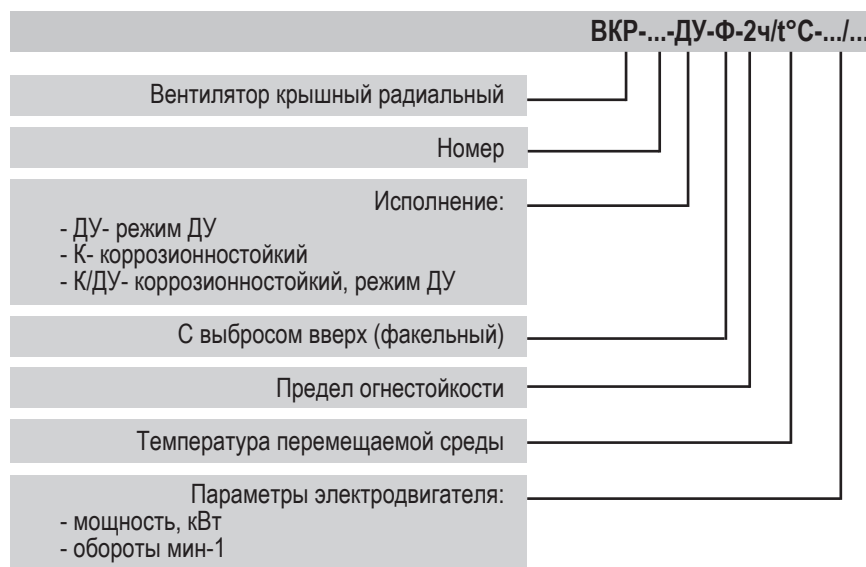 ВКР-...-ДУ-Ф-2ч/t°С-.../...
Вентилятор крышный радиальный
Номер
Исполнение:
- ДУ- режим ДУ
- К- коррозионностойкий
- К/ДУ- коррозионностойкий, режим ДУ
С выбросом вверх (факельный)
Предел огнестойкости
Температура перемещаемой среды
Параметры электродвигателя:
- мощность, кВт
- обороты мин-1